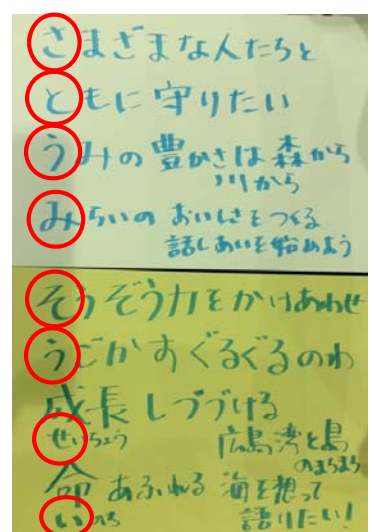 さまざまな人たちと
ともに守りたい
うみの豊かさは森から
川から
みらいのおいしさをつくる
話しあいを始めよう
そうぞう力をかけあわせ
うごかすぐるぐるのわ
成長しつづける
せいちょう 広島湾と島
のまちまち
命あふれる海を想って
いのち 語りたい!